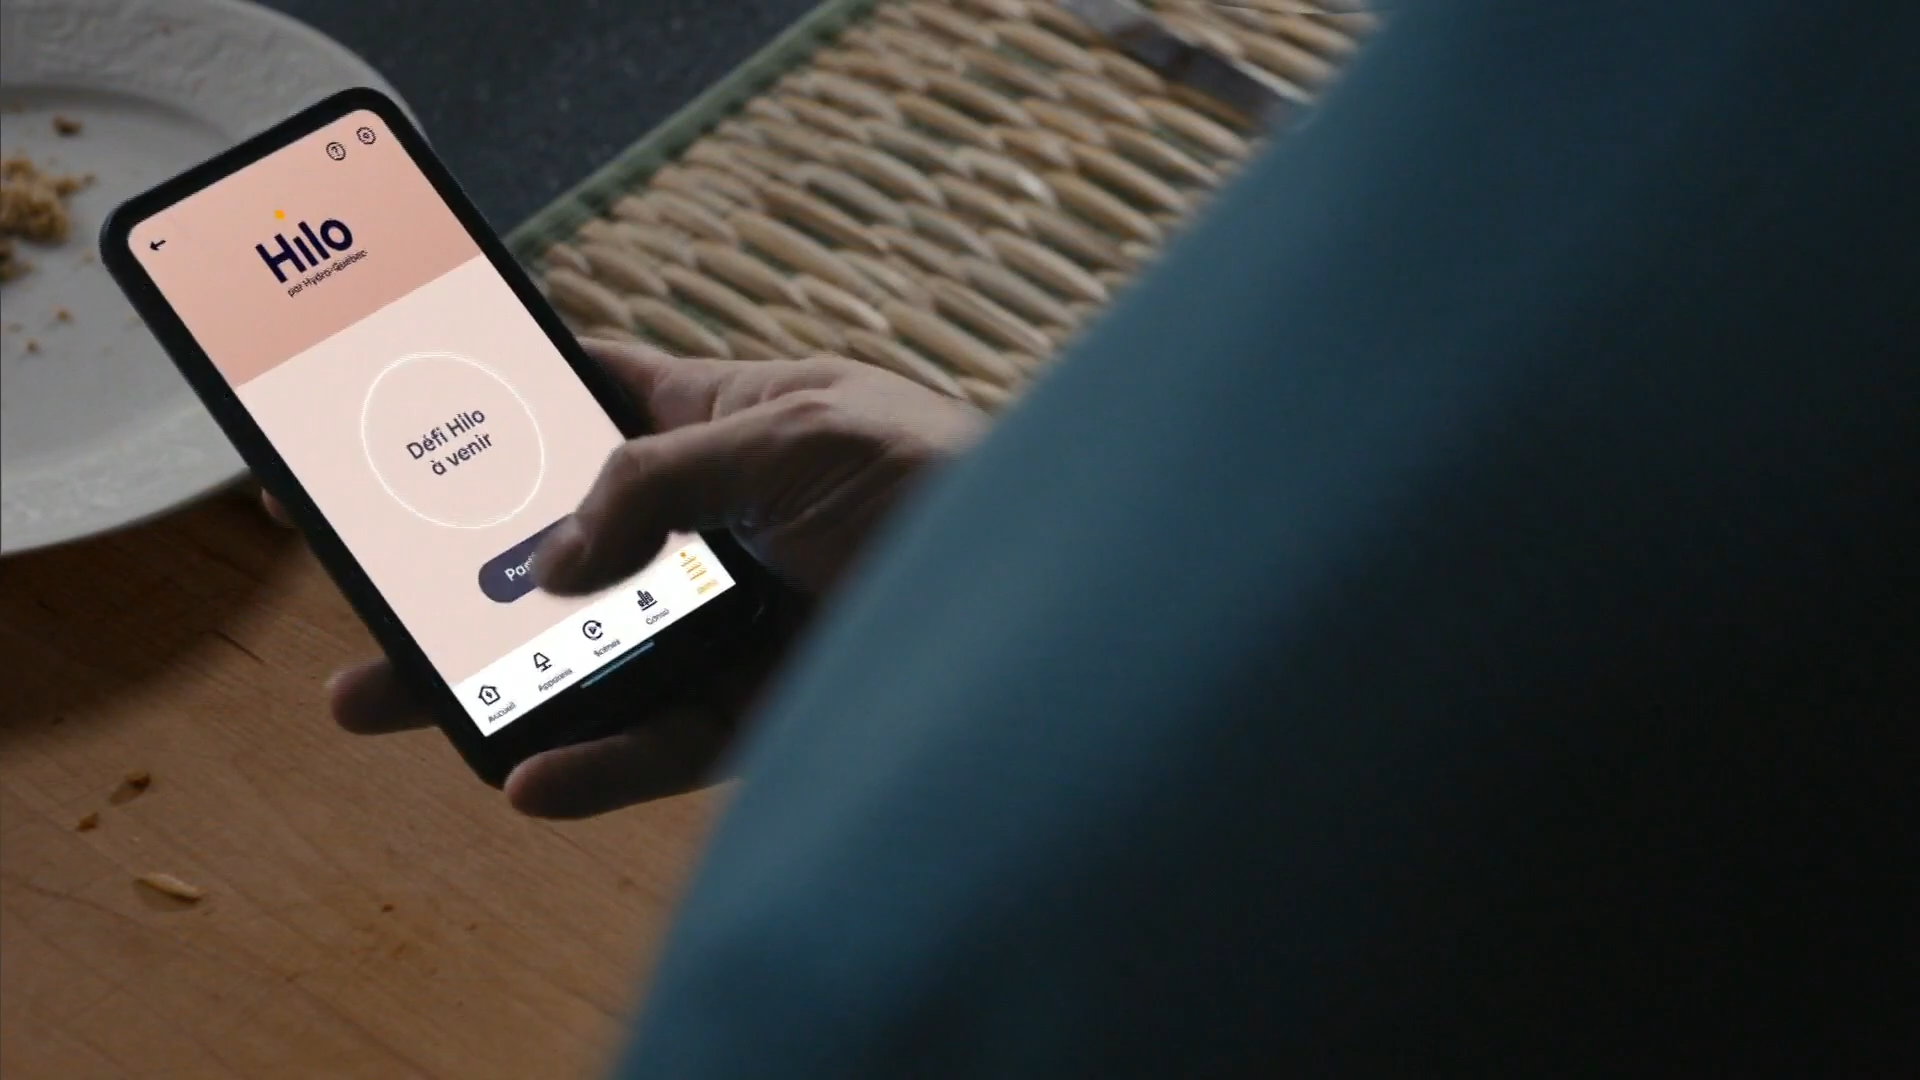 Hilo
par Hydro-Québec
Défi Hilo
à venir
Accueil
Appareils
Scènes
Conso